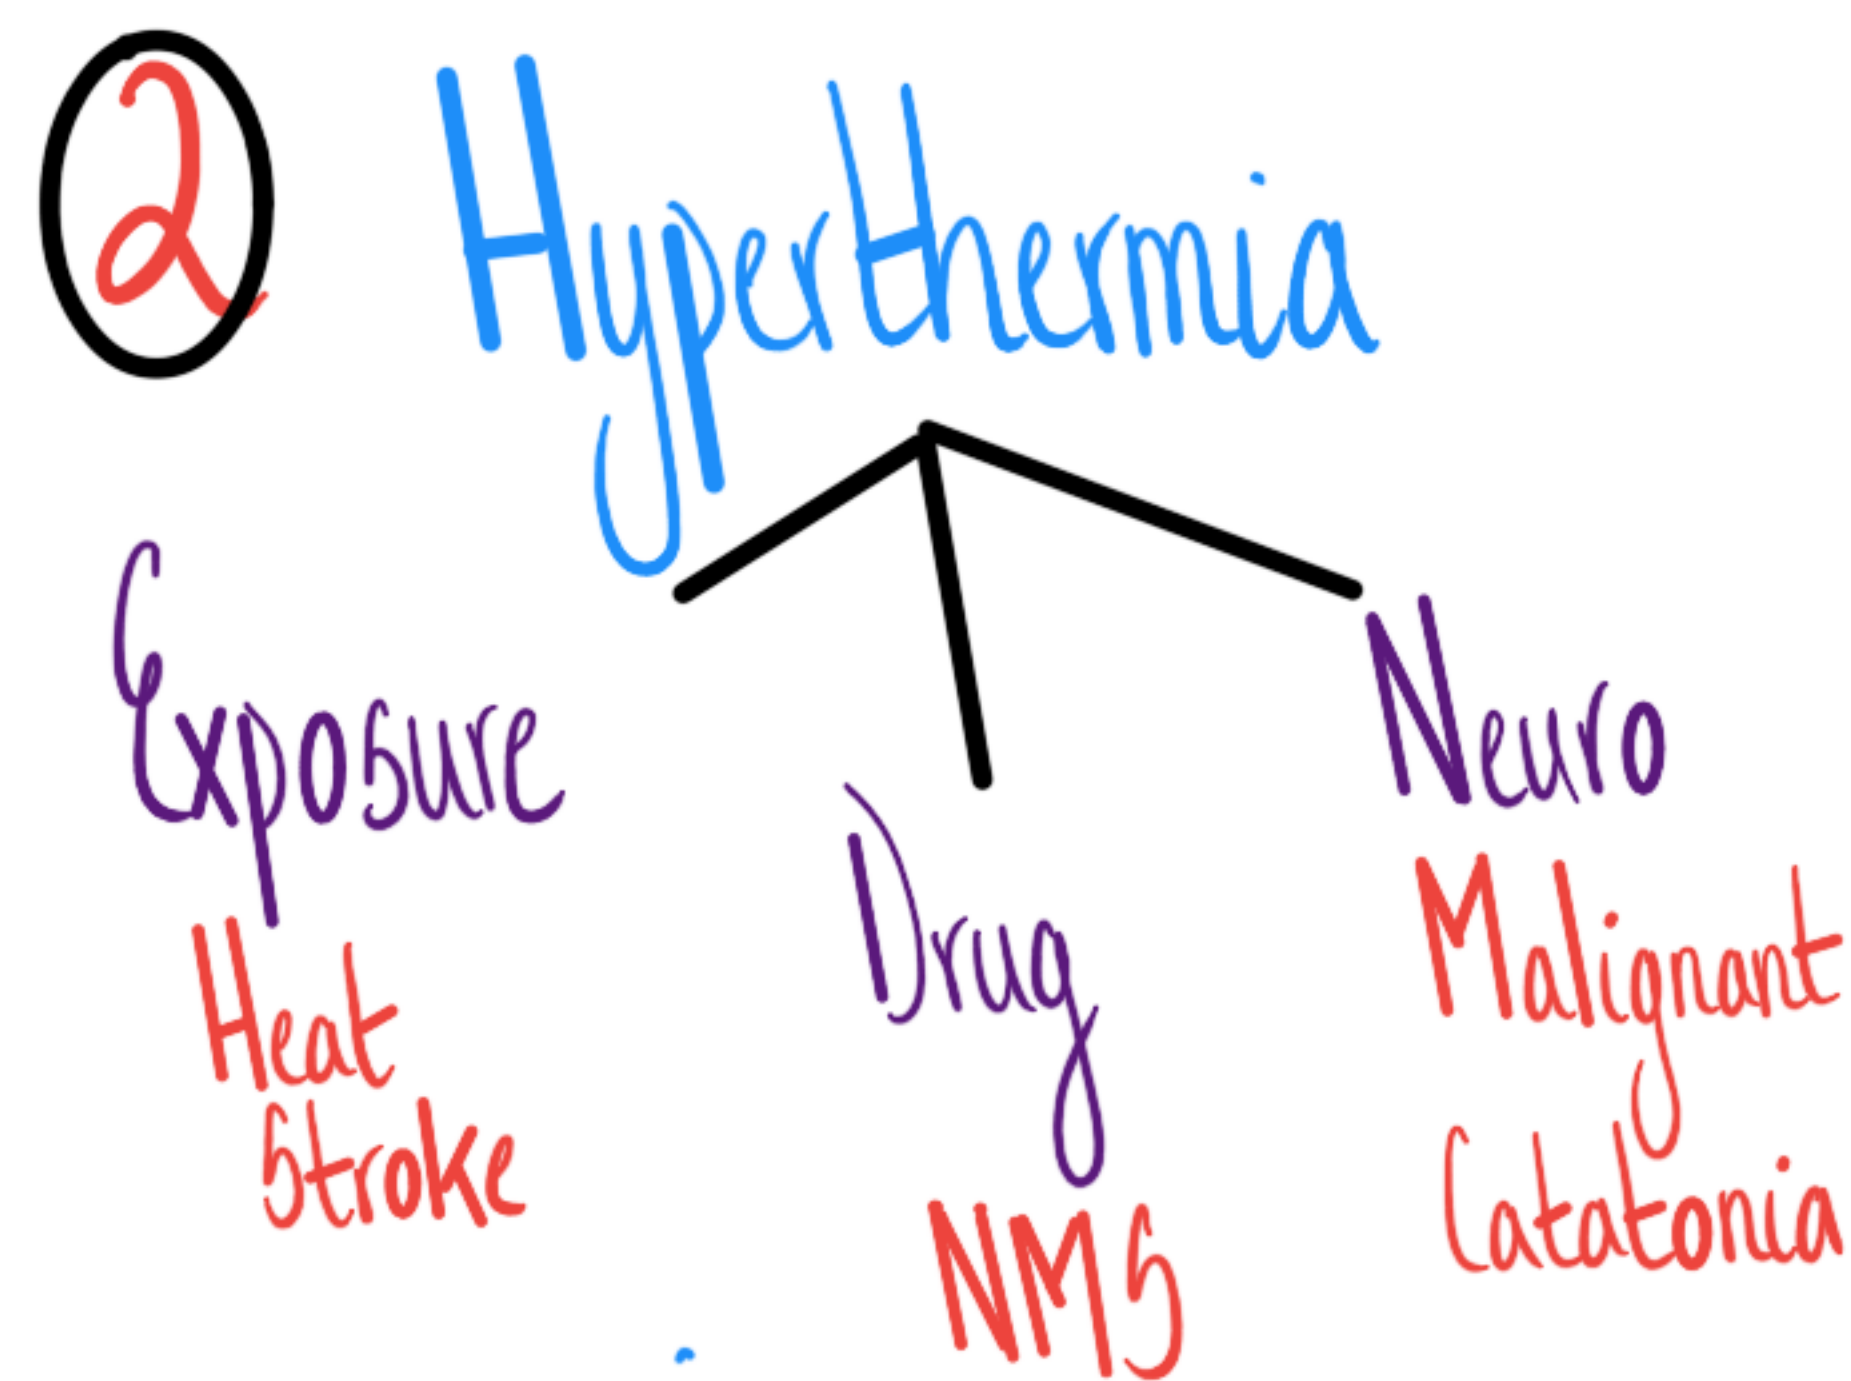 2
Hyperthermia
Exposure
Heat
Stroke
Drug
NMS
Neuro
Malignant
Catatonia